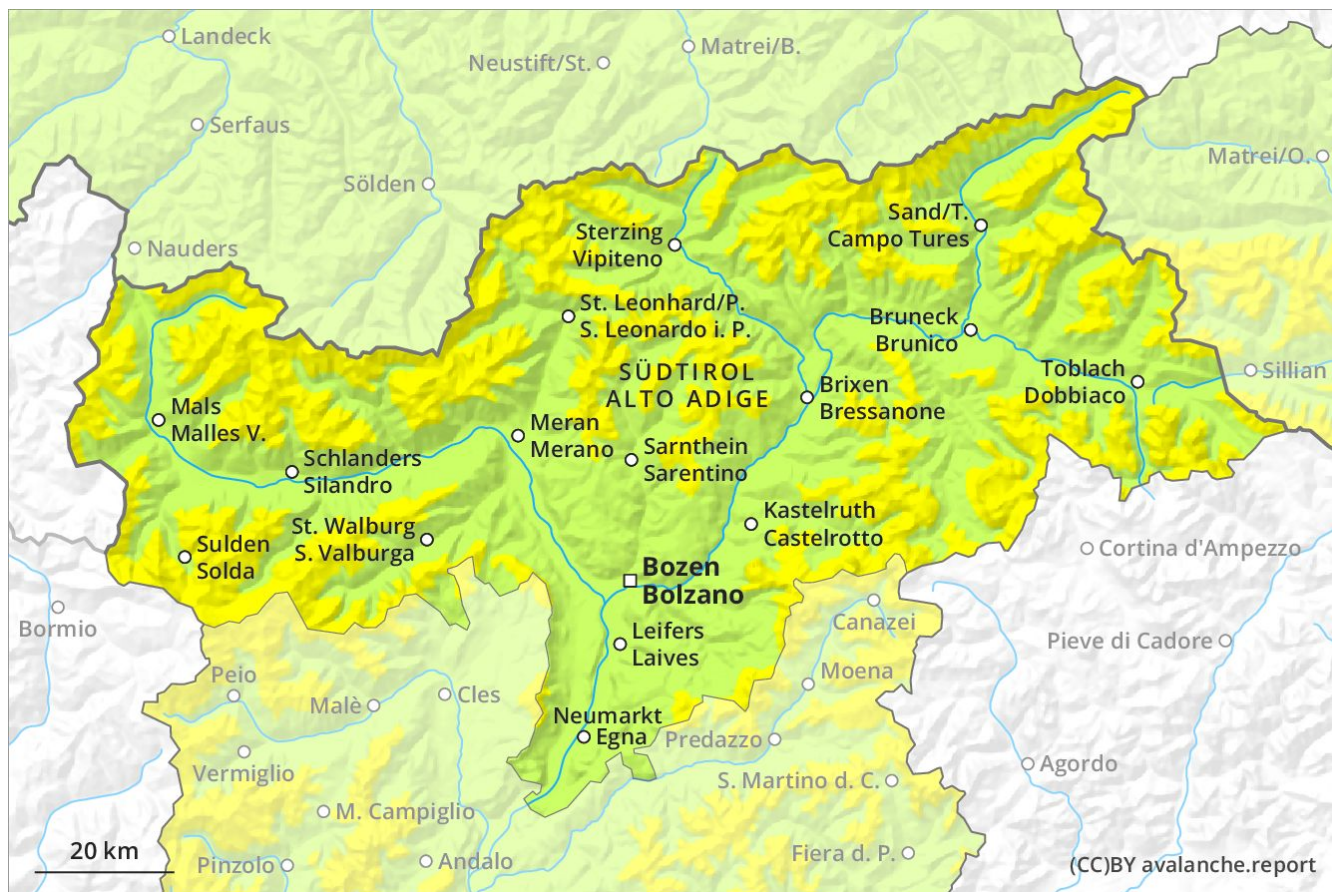 Landeck
Neustift/St.
Matrei/B.
Serfaus
Matrei/O.
Sölden
Nauders
Sand/T.
Campo Tures
Sterzing
Vipiteno
St. Leonhard/P.
S. Leonardo i. P.
Bruneck
Brunico
SÜDTIROL
ALTO ADIGE
Toblach
Dobbiaco
Sillian
Brixen
Bressanone
Mals
Malles V.
Meran
Merano
Sarnthein
Sarentino
Schlanders
Silandro
Kastelruth
Castelrotto
St. Walburg
S. Valburga
Sulden
Solda
Cortina d'Ampezzo
Bozen
Bolzano
Bormio
Canazei
Leifers
Laives
Pieve di Cadore
Peio
Moena
Malè
Cles
Neumarkt
Egna
Predazzo
Vermiglio
Agordo
S. Martino d. C.
M. Campiglio
20 km
Pinzolo
Andalo
Fiera d. P.
(CC)BY avalanche.report